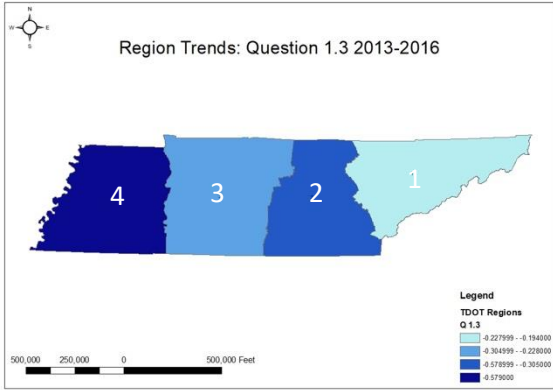 N
W E
S
Region Trends: Question 1.3 2013-2016
4 3 2 1
Legend
TDOT Regions
Q 1.3
-0.227999 - -0.194000
-0.304999 - -0.228000
-0.578999 - -0.305000
-0.579000
500,000 250,000 0 500,000 Feet